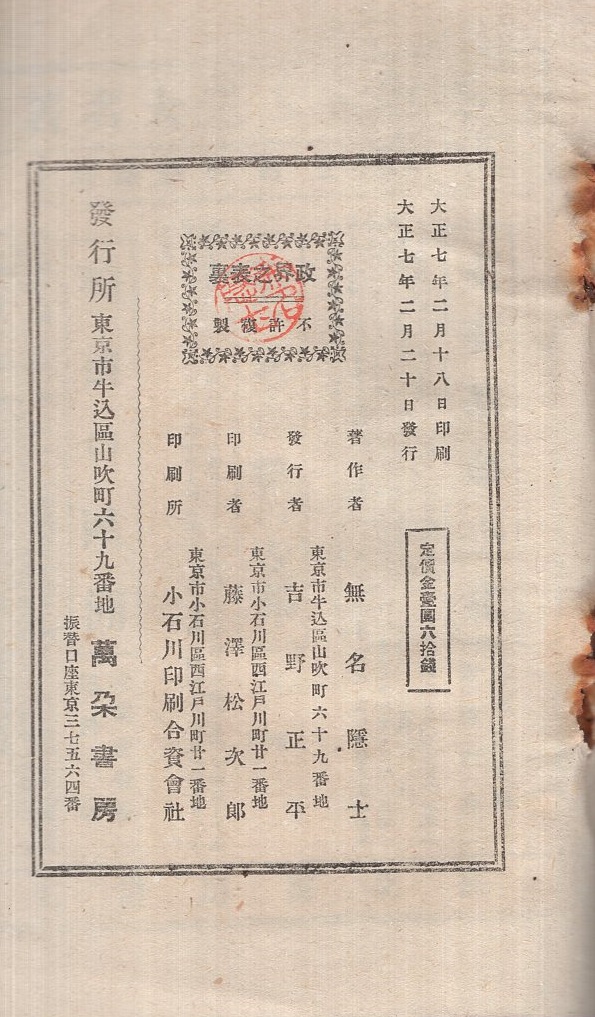 大正七年二月十八日印刷
大正七年二月二十日發行
定價金壹圓六拾錢
政界之表裏
不許複製
著作者 無名隱士
東京市牛込區山吹町六十九番地
發行者 吉野正平
東京市小石川區西江戸川町廿一番地
印刷者 藤澤松次郎
東京市小石川區西江戸川町廿一番地
印刷所 小石川印刷合資會社
發行所 東京市牛込區山吹町六十九番地 萬朶書房
振替口座東京三七五六四番